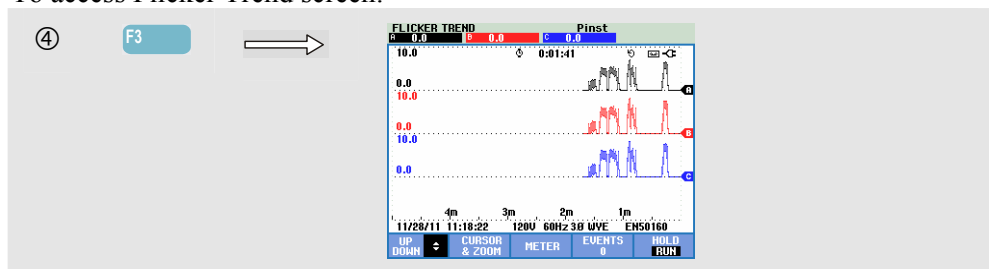 To access Flicker Trend screen:
④ F3
FLICKER TREND Pinst
A 0.0 B 0.0 C 0.0
10.0 0:01:41
0.0
A
10.0
0.0
B
10.0
0.0
C
4m 3m 2m 1m
11/28/11 11:18:22 120V 60Hz 3Ø WYE EN50160
UP DOWN CURSOR & ZOOM METER EVENTS 0 HOLD RUN